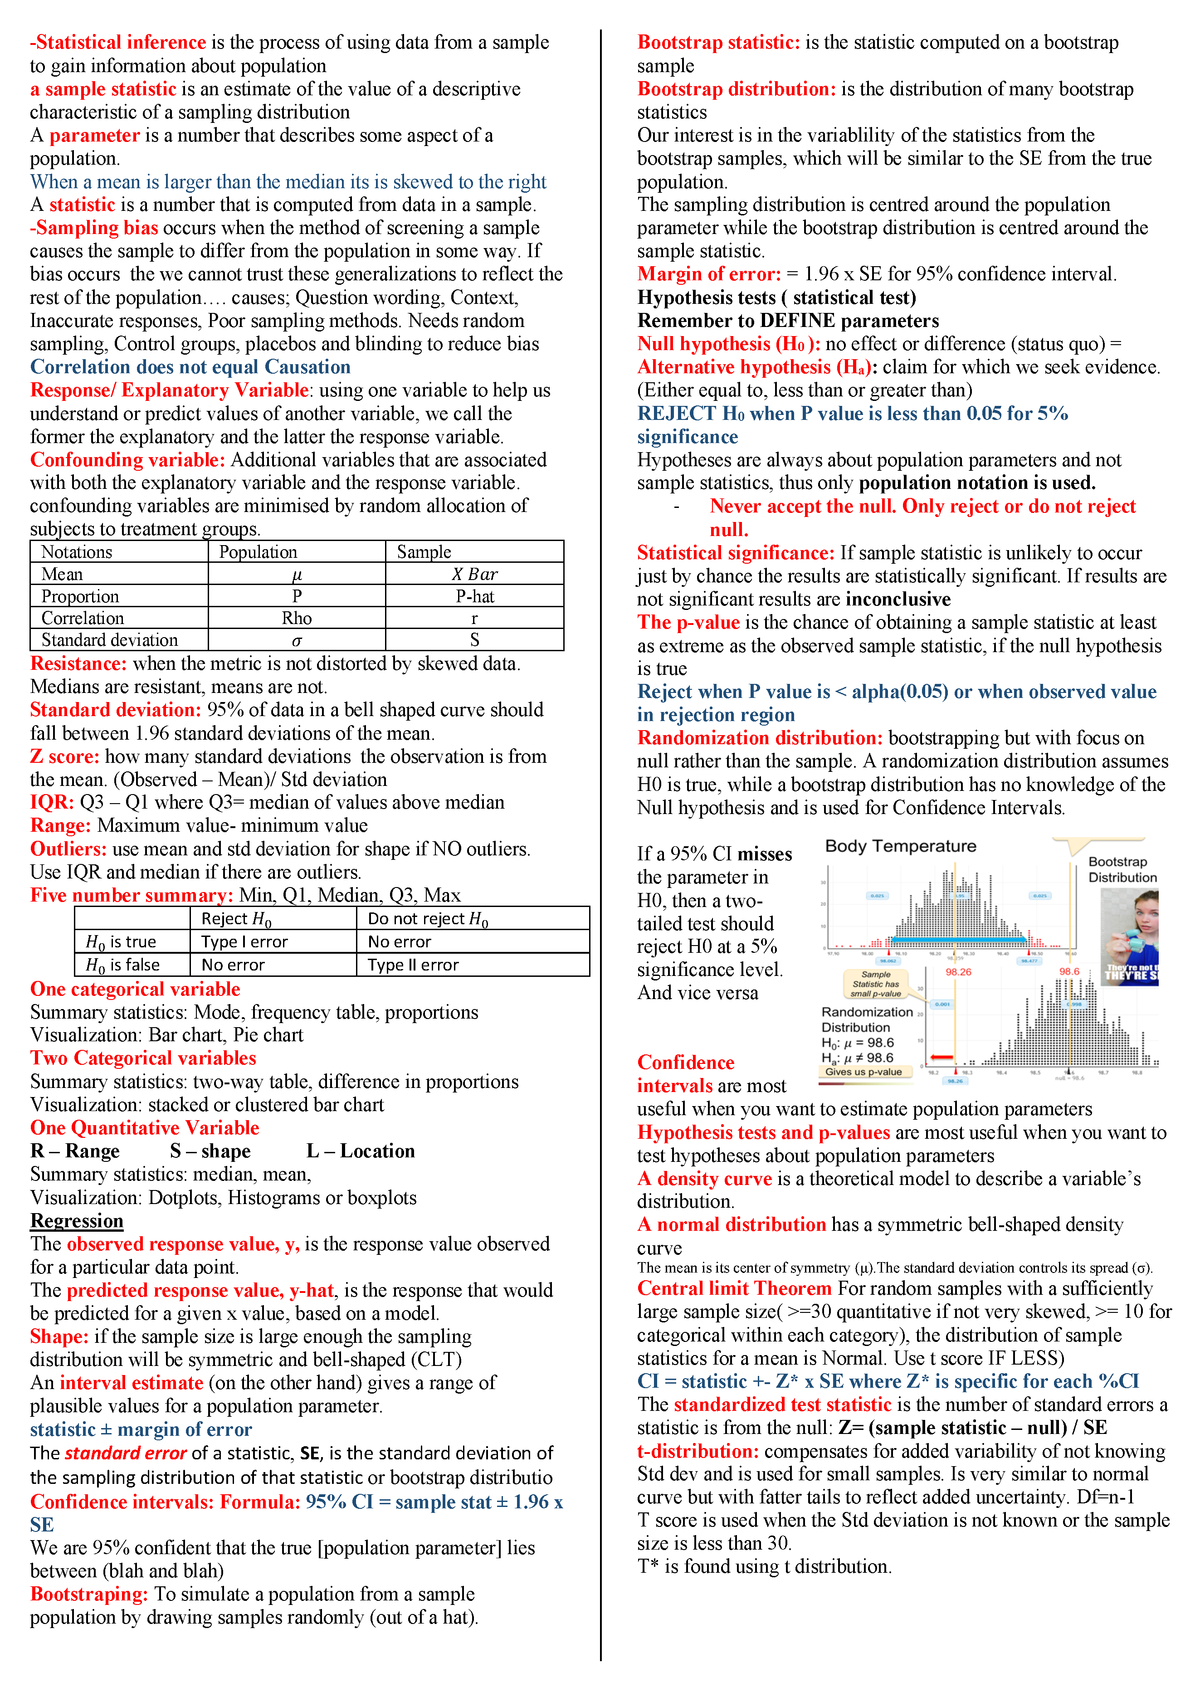 -Statistical inference is the process of using data from a sample
to gain information about population
a sample statistic is an estimate of the value of a descriptive
characteristic of a sampling distribution
A parameter is a number that describes some aspect of a
population.
When a mean is larger than the median its is skewed to the right
A statistic is a number that is computed from data in a sample.
-Sampling bias occurs when the method of screening a sample
causes the sample to differ from the population in some way. If
bias occurs the we cannot trust these generalizations to reflect the
rest of the population…. causes; Question wording, Context,
Inaccurate responses, Poor sampling methods. Needs random
sampling, Control groups, placebos and blinding to reduce bias
Correlation does not equal Causation
Response/ Explanatory Variable: using one variable to help us
understand or predict values of another variable, we call the
former the explanatory and the latter the response variable.
Confounding variable: Additional variables that are associated
with both the explanatory variable and the response variable.
confounding variables are minimised by random allocation of
subjects to treatment groups.
Notations Population Sample
Mean μ X Bar
Proportion P P-hat
Correlation Rho r
Standard deviation σ S
Resistance: when the metric is not distorted by skewed data.
Medians are resistant, means are not.
Standard deviation: 95% of data in a bell shaped curve should
fall between 1.96 standard deviations of the mean.
Z score: how many standard deviations the observation is from
the mean. (Observed – Mean)/ Std deviation
IQR: Q3 – Q1 where Q3= median of values above median
Range: Maximum value- minimum value
Outliers: use mean and std deviation for shape if NO outliers.
Use IQR and median if there are outliers.
Five number summary: Min, Q1, Median, Q3, Max
Reject H₀ Do not reject H₀
H₀ is true Type I error No error
H₀ is false No error Type II error
One categorical variable
Summary statistics: Mode, frequency table, proportions
Visualization: Bar chart, Pie chart
Two Categorical variables
Summary statistics: two-way table, difference in proportions
Visualization: stacked or clustered bar chart
One Quantitative Variable
R – Range S – shape L – Location
Summary statistics: median, mean,
Visualization: Dotplots, Histograms or boxplots
Regression
The observed response value, y, is the response value observed
for a particular data point.
The predicted response value, y-hat, is the response that would
be predicted for a given x value, based on a model.
Shape: if the sample size is large enough the sampling
distribution will be symmetric and bell-shaped (CLT)
An interval estimate (on the other hand) gives a range of
plausible values for a population parameter.
statistic ± margin of error
The standard error of a statistic, SE, is the standard deviation of
the sampling distribution of that statistic or bootstrap distributio
Confidence intervals: Formula: 95% CI = sample stat ± 1.96 x
SE
We are 95% confident that the true [population parameter] lies
between (blah and blah)
Bootstraping: To simulate a population from a sample
population by drawing samples randomly (out of a hat).
Bootstrap statistic: is the statistic computed on a bootstrap
sample
Bootstrap distribution: is the distribution of many bootstrap
statistics
Our interest is in the variablility of the statistics from the
bootstrap samples, which will be similar to the SE from the true
population.
The sampling distribution is centred around the population
parameter while the bootstrap distribution is centred around the
sample statistic.
Margin of error: = 1.96 x SE for 95% confidence interval.
Hypothesis tests ( statistical test)
Remember to DEFINE parameters
Null hypothesis (H₀ ): no effect or difference (status quo) =
Alternative hypothesis (Hₐ): claim for which we seek evidence.
(Either equal to, less than or greater than)
REJECT H₀ when P value is less than 0.05 for 5%
significance
Hypotheses are always about population parameters and not
sample statistics, thus only population notation is used.
- Never accept the null. Only reject or do not reject
null.
Statistical significance: If sample statistic is unlikely to occur
just by chance the results are statistically significant. If results are
not significant results are inconclusive
The p-value is the chance of obtaining a sample statistic at least
as extreme as the observed sample statistic, if the null hypothesis
is true
Reject when P value is < alpha(0.05) or when observed value
in rejection region
Randomization distribution: bootstrapping but with focus on
null rather than the sample. A randomization distribution assumes
H0 is true, while a bootstrap distribution has no knowledge of the
Null hypothesis and is used for Confidence Intervals.
If a 95% CI misses
the parameter in
H0, then a two-
tailed test should
reject H0 at a 5%
significance level.
And vice versa
Body Temperature
Bootstrap
Distribution
98.26 98.6
Sample
Statistic has
small p-value
Randomization
Distribution
H₀: μ = 98.6
Hₐ: μ ≠ 98.6
Gives us p-value
98.26
Confidence
intervals are most
useful when you want to estimate population parameters
Hypothesis tests and p-values are most useful when you want to
test hypotheses about population parameters
A density curve is a theoretical model to describe a variable’s
distribution.
A normal distribution has a symmetric bell-shaped density
curve
The mean is its center of symmetry (μ).The standard deviation controls its spread (σ).
Central limit Theorem For random samples with a sufficiently
large sample size( >=30 quantitative if not very skewed, >= 10 for
categorical within each category), the distribution of sample
statistics for a mean is Normal. Use t score IF LESS)
CI = statistic +- Z* x SE where Z* is specific for each %CI
The standardized test statistic is the number of standard errors a
statistic is from the null: Z= (sample statistic – null) / SE
t-distribution: compensates for added variability of not knowing
Std dev and is used for small samples. Is very similar to normal
curve but with fatter tails to reflect added uncertainty. Df=n-1
T score is used when the Std deviation is not known or the sample
size is less than 30.
T* is found using t distribution.